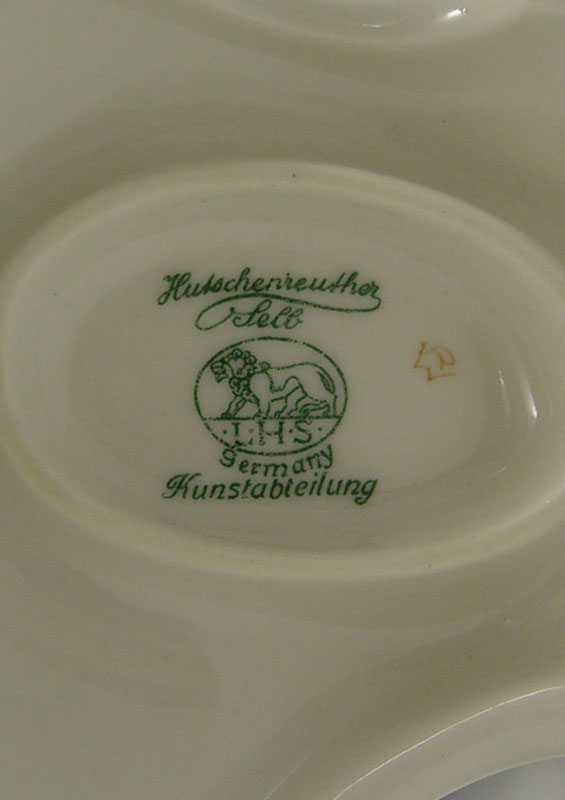 Hutschenreuther
Selb
·L·H·S·
Germany
Kunstabteilung